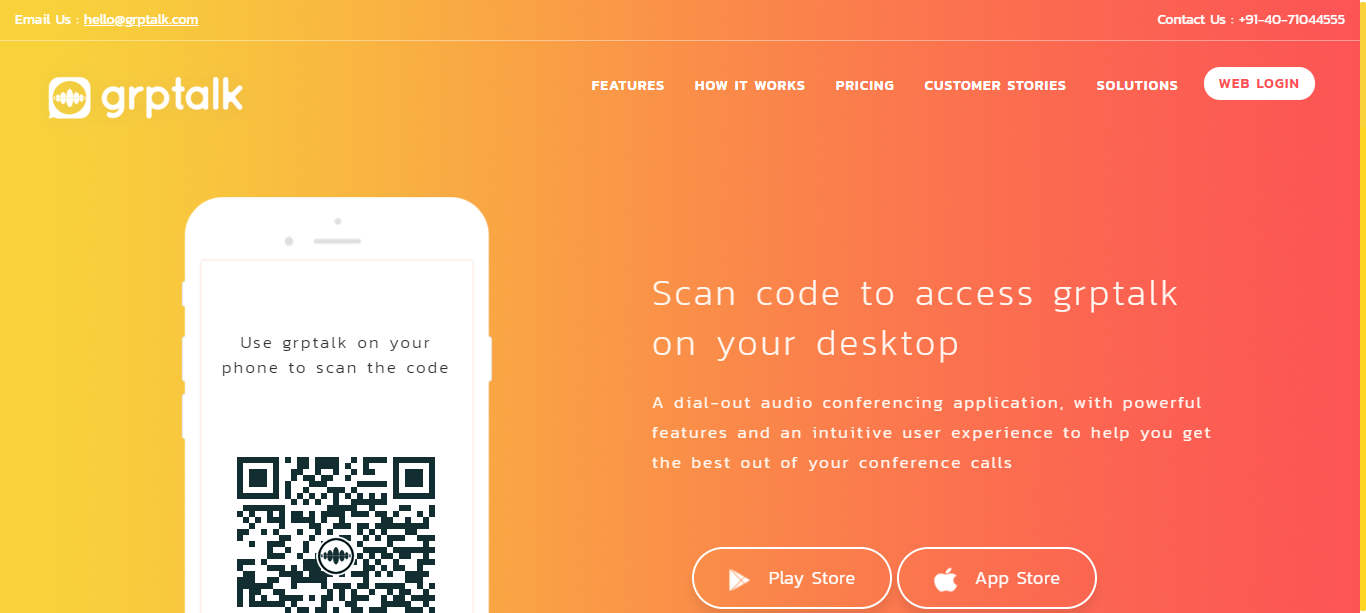 Email Us : hello@grptalk.com
Contact Us : +91-40-71044555
grptalk
FEATURES
HOW IT WORKS
PRICING
CUSTOMER STORIES
SOLUTIONS
WEB LOGIN
Use grptalk on your
phone to scan the code
Scan code to access grptalk
on your desktop
A dial-out audio conferencing application, with powerful
features and an intuitive user experience to help you get
the best out of your conference calls
Play Store
App Store